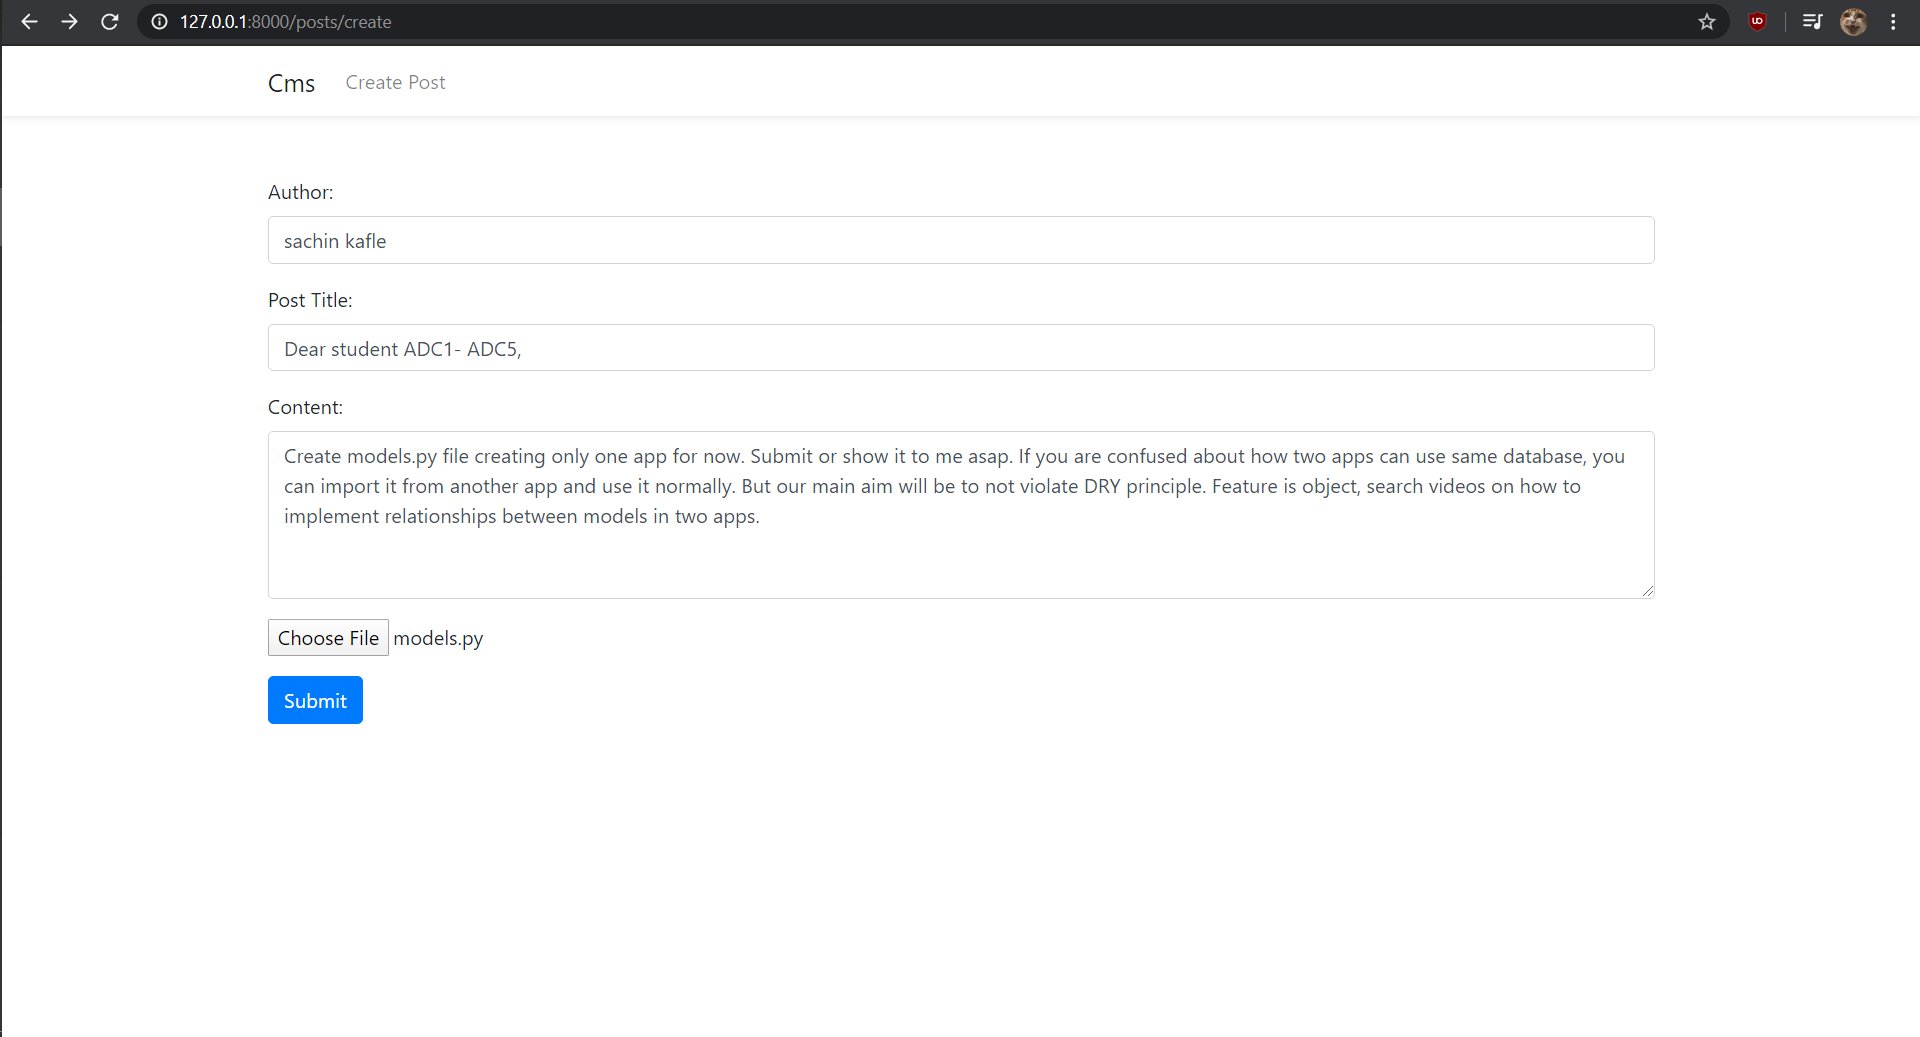 127.0.0.1:8000/posts/create
Cms Create Post
Author:
sachin kafle
Post Title:
Dear student ADC1- ADC5,
Content:
Create models.py file creating only one app for now. Submit or show it to me asap. If you are confused about how two apps can use same database, you
can import it from another app and use it normally. But our main aim will be to not violate DRY principle. Feature is object, search videos on how to
implement relationships between models in two apps.
Choose File models.py
Submit